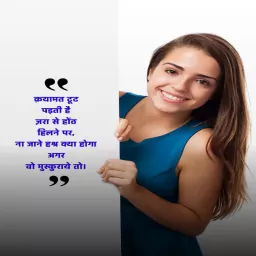 ❝
क़यामत टूट
पड़ती है
ज़रा से होंठ
हिलने पर,
ना जाने हश्र क्या होगा
अगर
वो मुस्कुराये तो।
❞